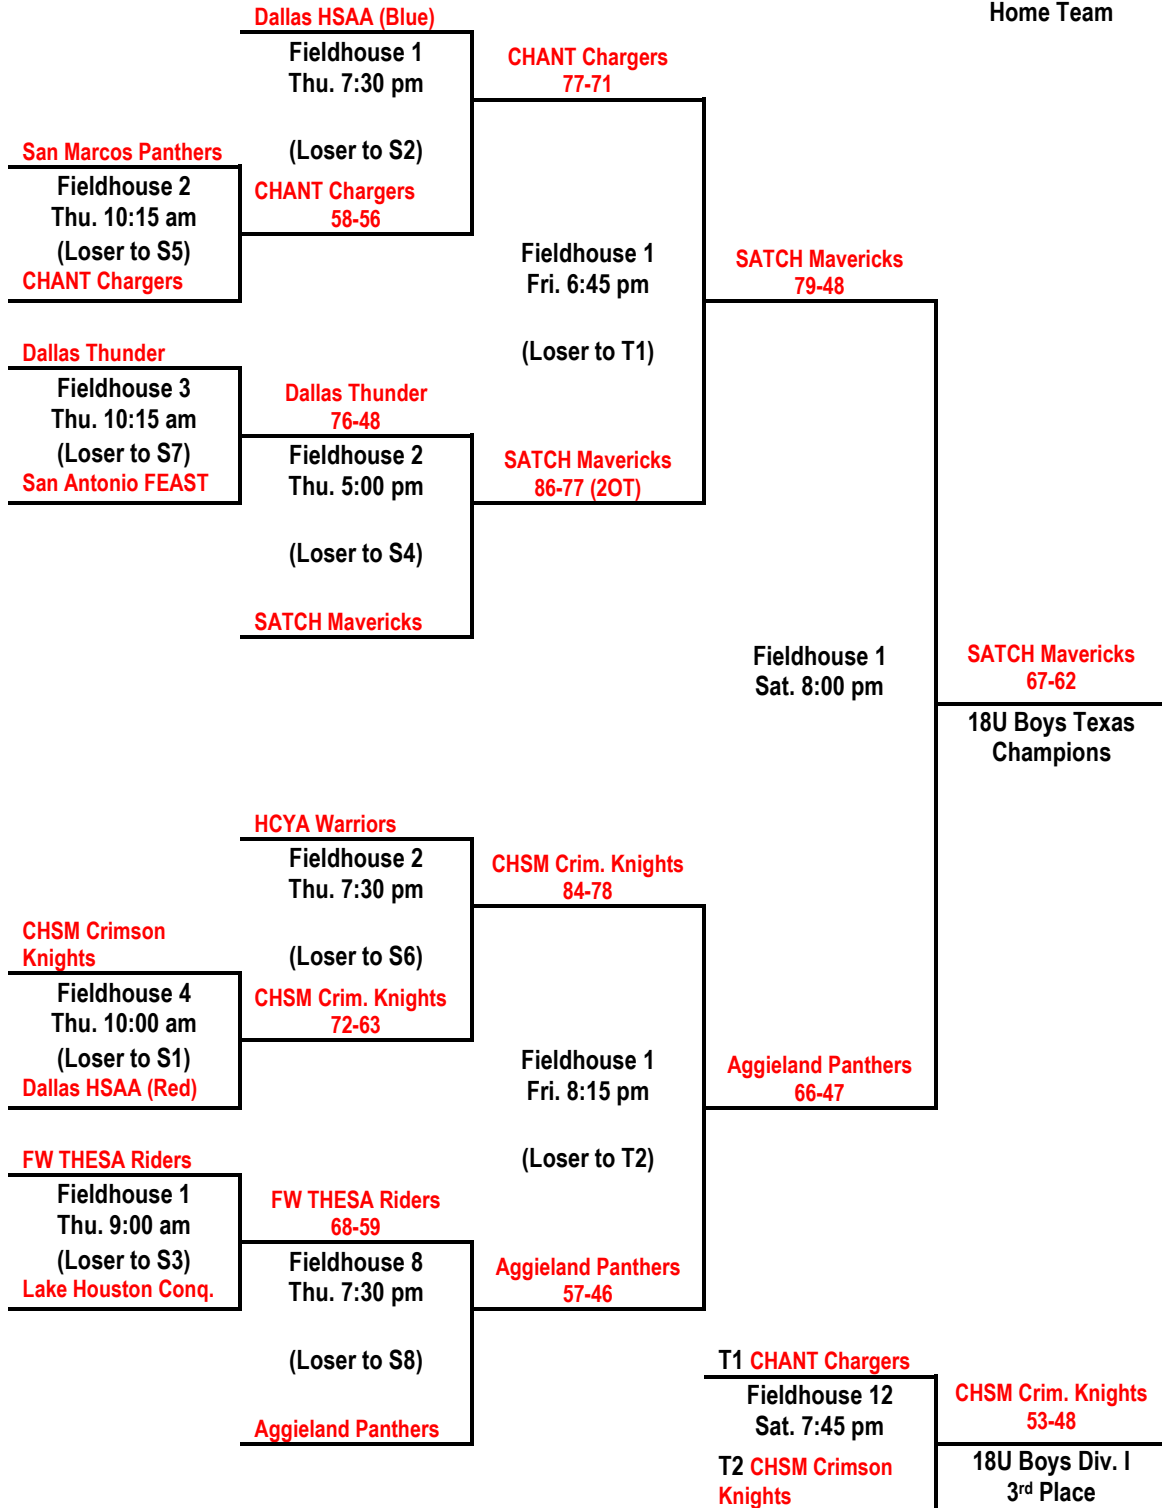 Dallas HSAA (Blue)
Home Team
Fieldhouse 1
Thu. 7:30 pm
CHANT Chargers
77-71
(Loser to S2)
San Marcos Panthers
Fieldhouse 2
Thu. 10:15 am
(Loser to S5)
CHANT Chargers
CHANT Chargers
58-56
Fieldhouse 1
Fri. 6:45 pm
(Loser to T1)
SATCH Mavericks
79-48
Dallas Thunder
Fieldhouse 3
Thu. 10:15 am
(Loser to S7)
San Antonio FEAST
Dallas Thunder
76-48
Fieldhouse 2
Thu. 5:00 pm
(Loser to S4)
SATCH Mavericks
SATCH Mavericks
86-77 (2OT)
Fieldhouse 1
Sat. 8:00 pm
SATCH Mavericks
67-62
18U Boys Texas
Champions
HCYA Warriors
Fieldhouse 2
Thu. 7:30 pm
(Loser to S6)
CHSM Crim. Knights
84-78
CHSM Crimson
Knights
Fieldhouse 4
Thu. 10:00 am
(Loser to S1)
Dallas HSAA (Red)
CHSM Crim. Knights
72-63
Fieldhouse 1
Fri. 8:15 pm
(Loser to T2)
Aggieland Panthers
66-47
FW THESA Riders
Fieldhouse 1
Thu. 9:00 am
(Loser to S3)
Lake Houston Conq.
FW THESA Riders
68-59
Fieldhouse 8
Thu. 7:30 pm
(Loser to S8)
Aggieland Panthers
Aggieland Panthers
57-46
T1 CHANT Chargers
Fieldhouse 12
Sat. 7:45 pm
T2 CHSM Crimson
Knights
CHSM Crim. Knights
53-48
18U Boys Div. I
3rd Place